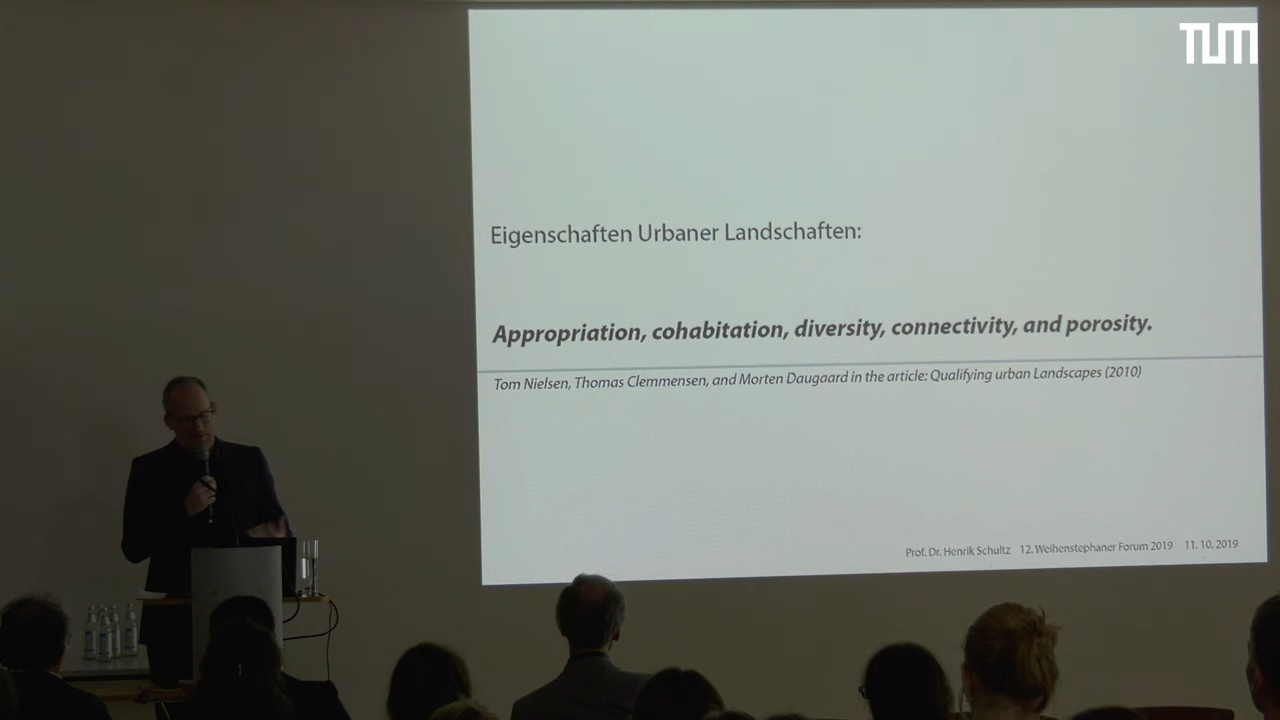 TUM
Eigenschaften Urbaner Landschaften:
Appropriation, cohabitation, diversity, connectivity, and porosity.
Tom Nielsen, Thomas Clemmensen, and Morten Daugaard in the article: Qualifying urban Landscapes (2010)
Prof. Dr. Henrik Schultz 12. Weihenstephaner Forum 2019 11. 10. 2019